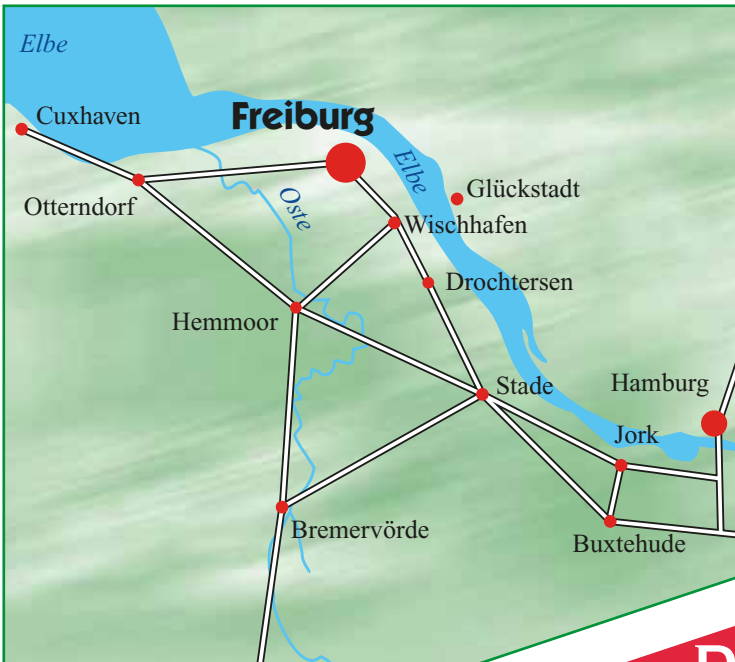 Elbe
Cuxhaven
Freiburg
Elbe
Glückstadt
Otterndorf
Oste
Wischhafen
Drochtersen
Hemmoor
Stade
Hamburg
Jork
Bremervörde
Buxtehude